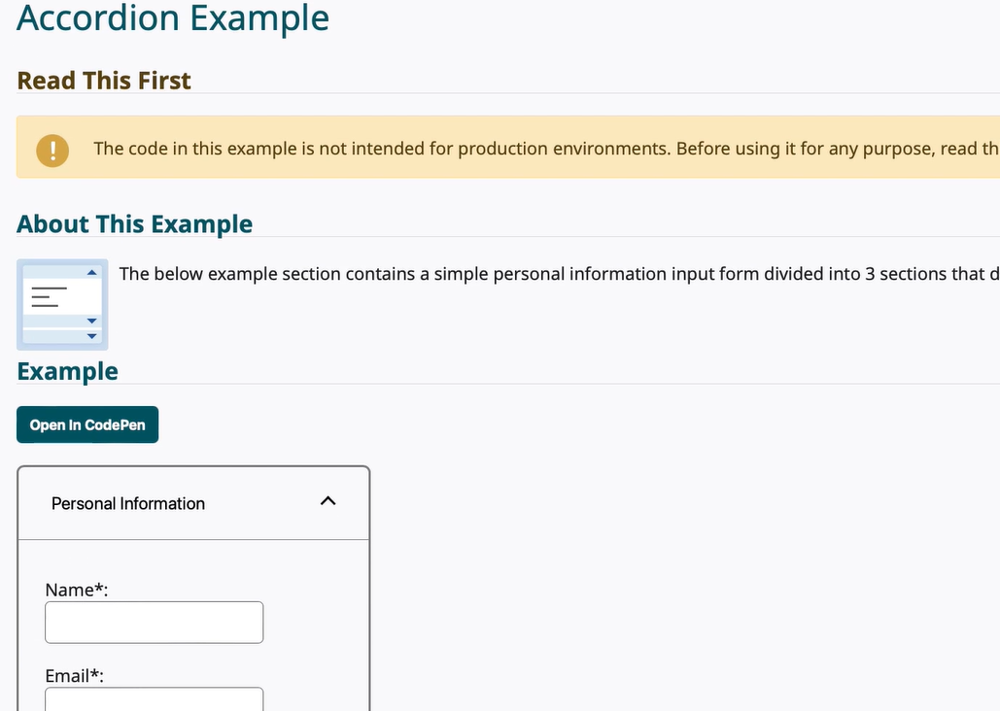 Accordion Example
Read This First
The code in this example is not intended for production environments. Before using it for any purpose, read th
About This Example
The below example section contains a simple personal information input form divided into 3 sections that d
Example
Open In CodePen
Personal Information
Name*:
Email*: